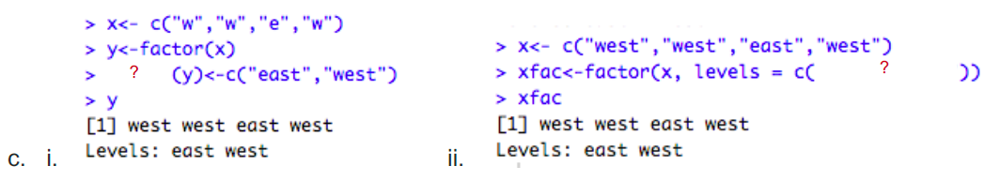 c. i.
> x<- c("w","w","e","w")
> y<-factor(x)
> ? (y)<-c("east","west")
> y
[1] west west east west
Levels: east west
ii.
> x<- c("west","west","east","west")
> xfac<-factor(x, levels = c( ? ))
> xfac
[1] west west east west
Levels: east west